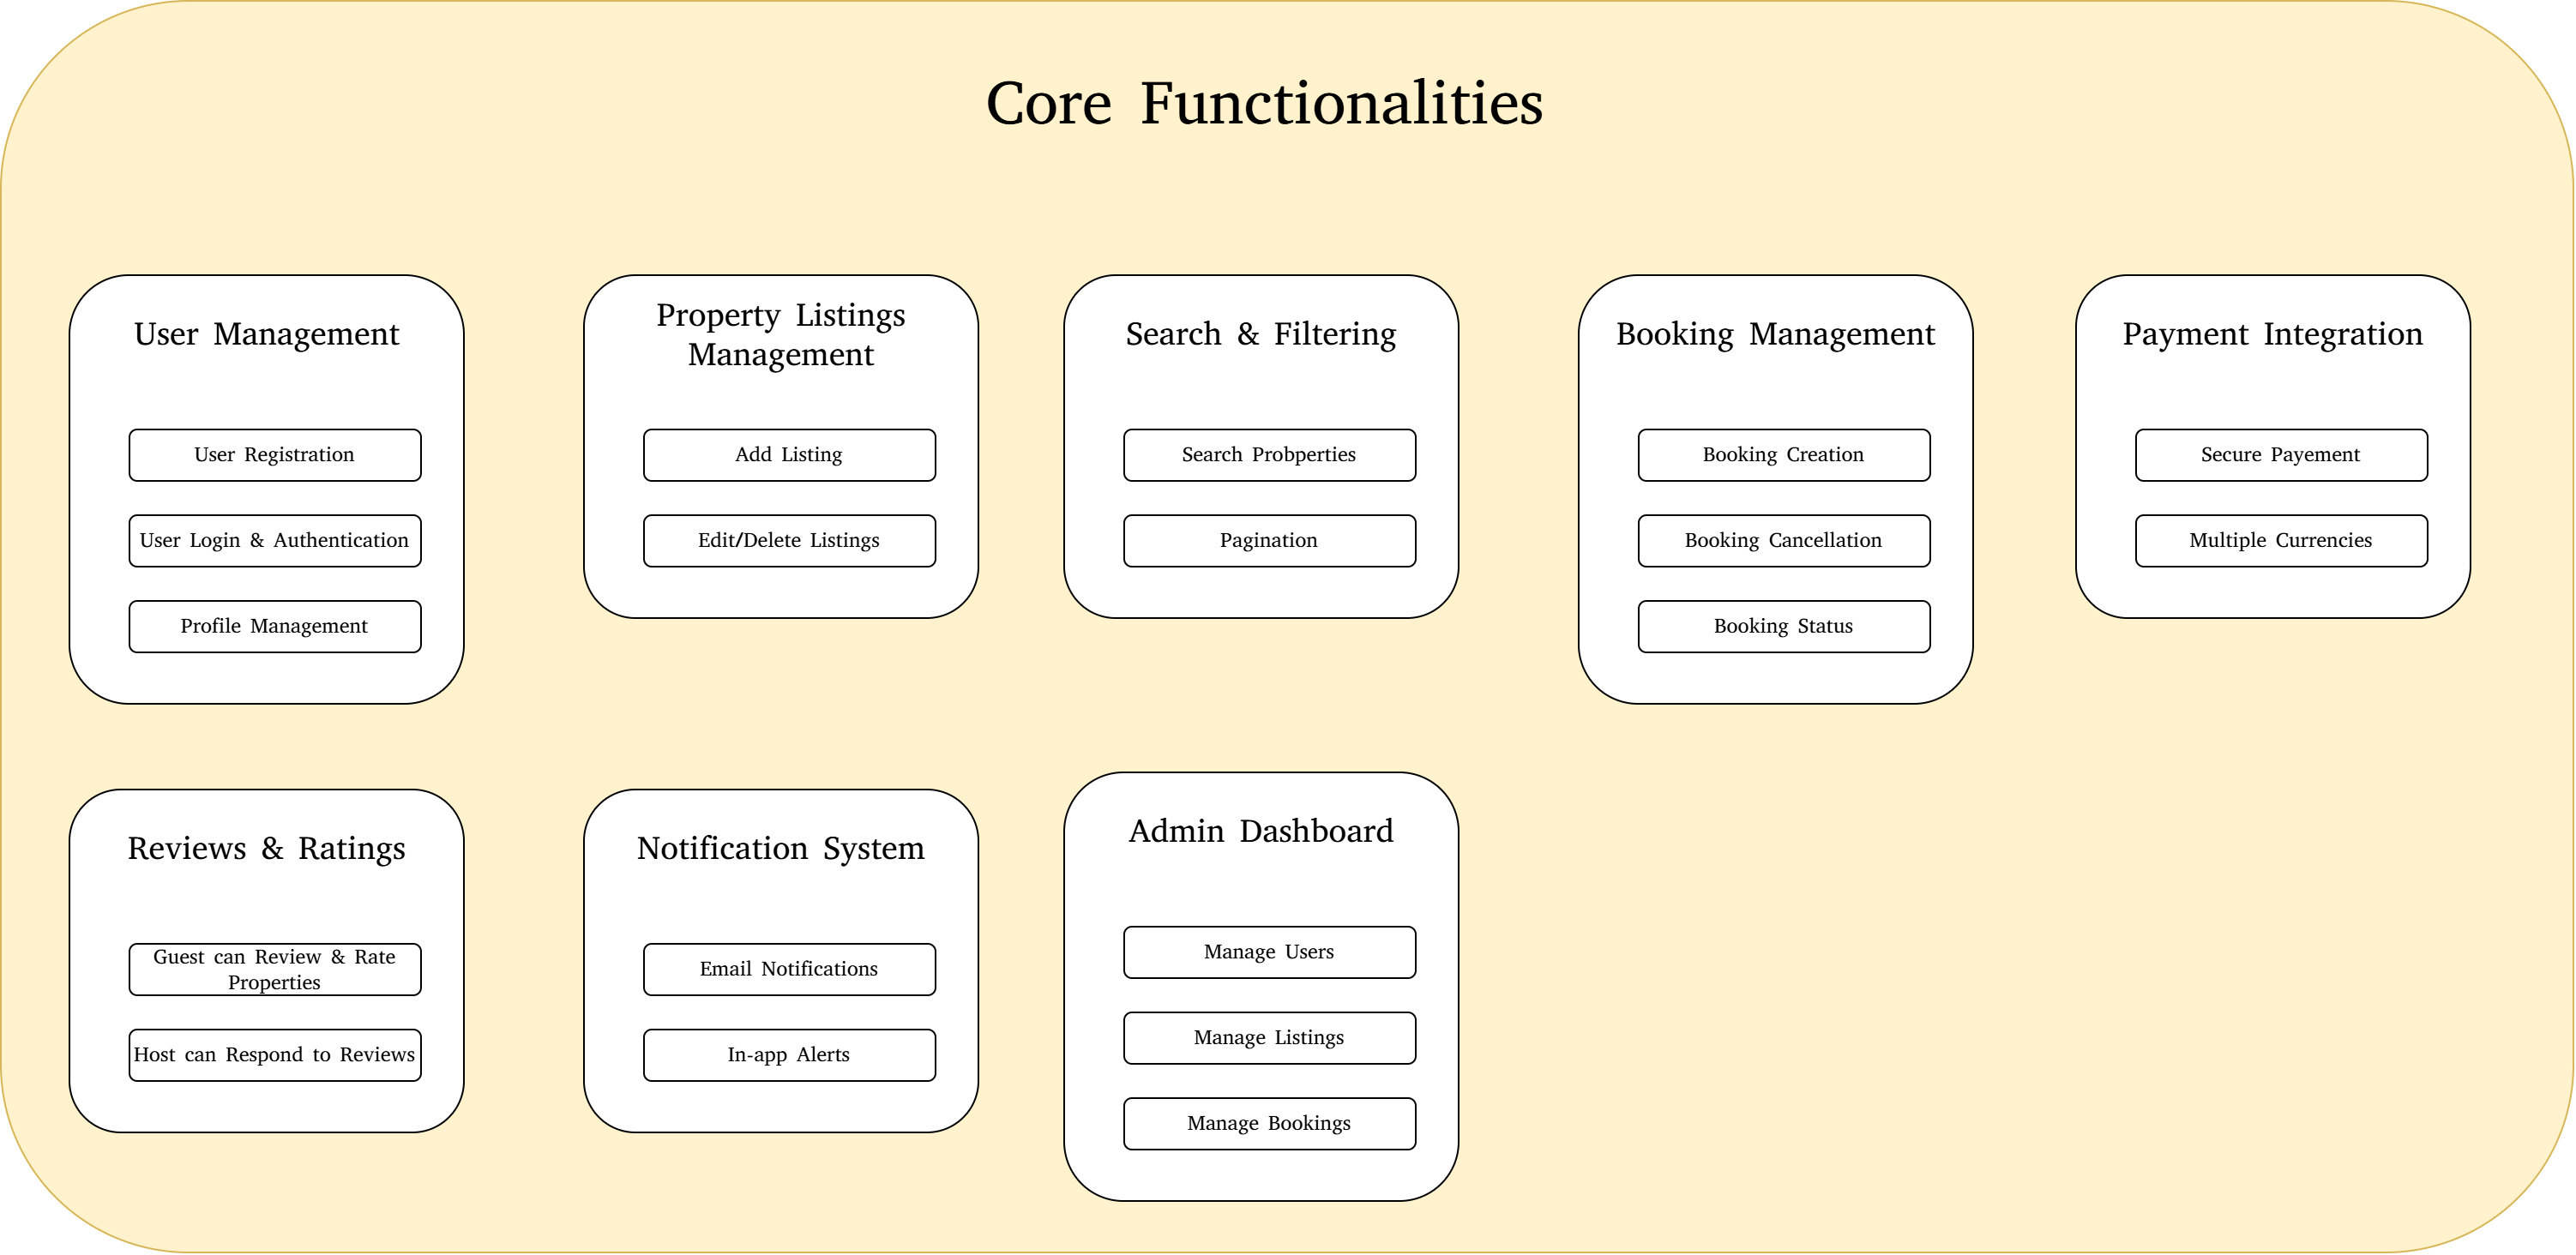 Core Functionalities
User Management
User Registration
User Login & Authentication
Profile Management
Property Listings
Management
Add Listing
Edit/Delete Listings
Search & Filtering
Search Probperties
Pagination
Booking Management
Booking Creation
Booking Cancellation
Booking Status
Payment Integration
Secure Payement
Multiple Currencies
Reviews & Ratings
Guest can Review & Rate
Properties
Host can Respond to Reviews
Notification System
Email Notifications
In-app Alerts
Admin Dashboard
Manage Users
Manage Listings
Manage Bookings